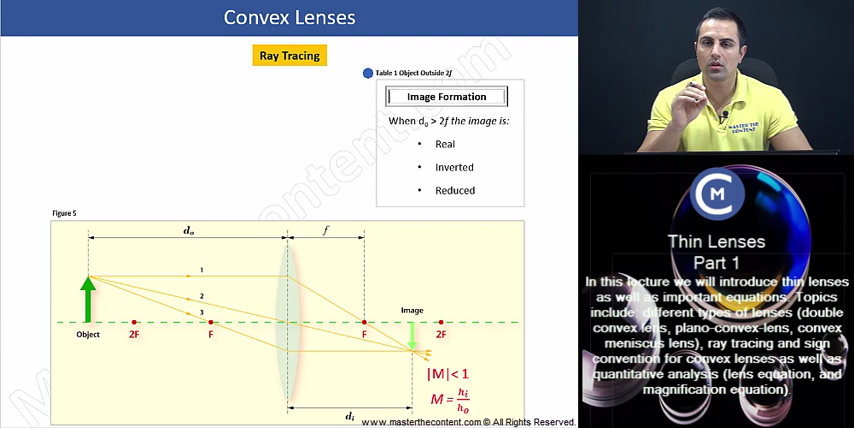 Convex Lenses
Ray Tracing
Table 1 Object Outside 2f
Image Formation
When dₒ > 2f the image is:
• Real
• Inverted
• Reduced
Figure 5
dₒ
f
1
2
3
Image
Object
2F
F
F
2F
|M| < 1
M = hᵢ/hₒ
dᵢ
www.masterthecontent.com © All Rights Reserved.
Masterthecontent.com
MASTER THE
CONTENT
C M
Thin Lenses
Part 1
In this lecture we will introduce thin lenses
as well as important equations. Topics
include: different types of lenses (double
convex lens, plano-convex-lens, convex
meniscus lens), ray tracing and sign
convention for convex lenses as well as
quantitative analysis (lens equation, and
magnification equation).